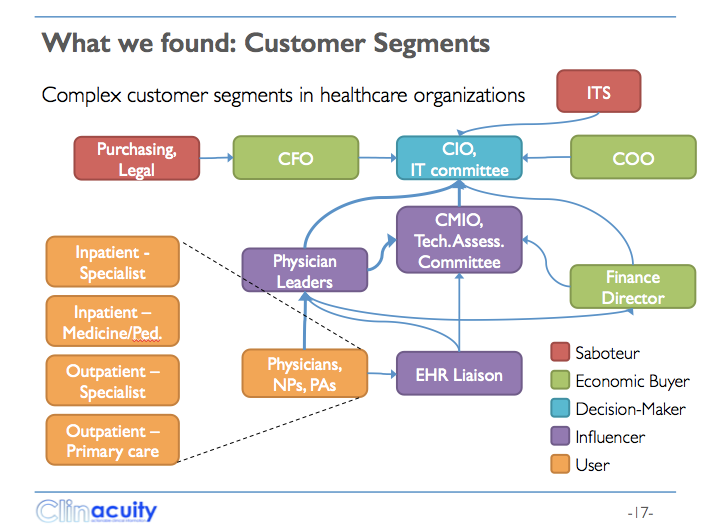 What we found: Customer Segments
Complex customer segments in healthcare organizations
ITS
Purchasing,
Legal
CFO
CIO,
IT committee
COO
CMIO,
Tech. Assess.
Committee
Physician
Leaders
Finance
Director
Inpatient -
Specialist
Inpatient –
Medicine/Ped.
Outpatient –
Specialist
Outpatient –
Primary care
Physicians,
NPs, PAs
EHR Liaison
Saboteur
Economic Buyer
Decision-Maker
Influencer
User
Clinacuity
-17-